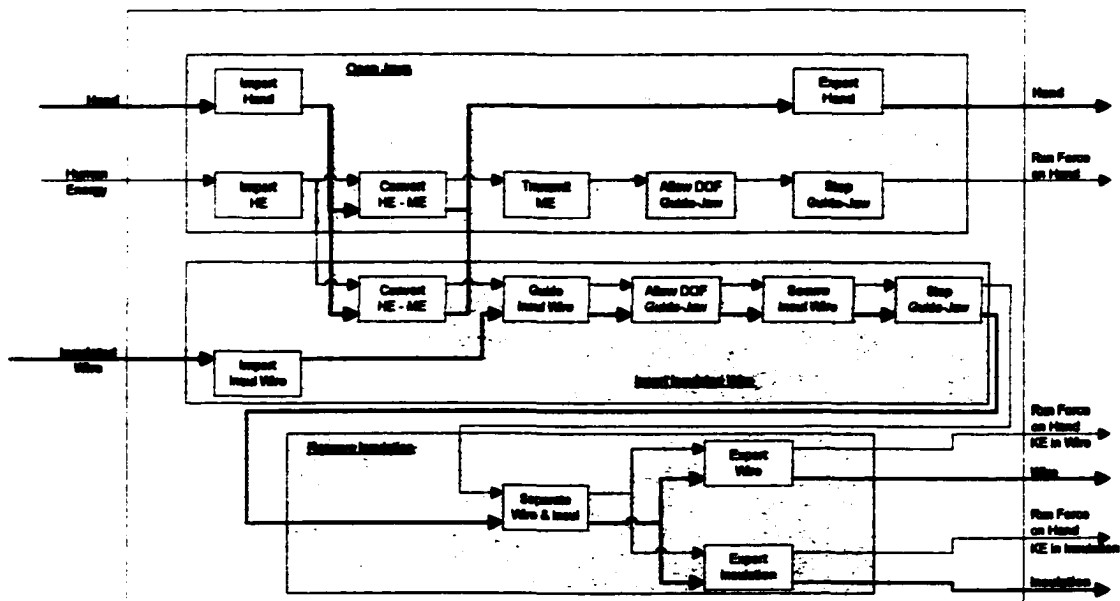 Open Jaws
Import
Hand
Export
Hand
Hand
Hand
Human
Energy
Import
HE
Convert
HE - ME
Transmit
ME
Allow DOF
Guide-Jaw
Stop
Guide-Jaw
Run Force
on Hand
Convert
HE - ME
Guide
Insul Wire
Allow DOF
Guide-Jaw
Secure
Insul Wire
Stop
Guide-Jaw
Insulated
Wire
Import
Insul Wire
Insert Insulated Wire
Remove Insulation
Separate
Wire & Insul
Export
Wire
Run Force
on Hand
KE in Wire
Wire
Export
Insulation
Run Force
on Hand
KE in Insulation
Insulation